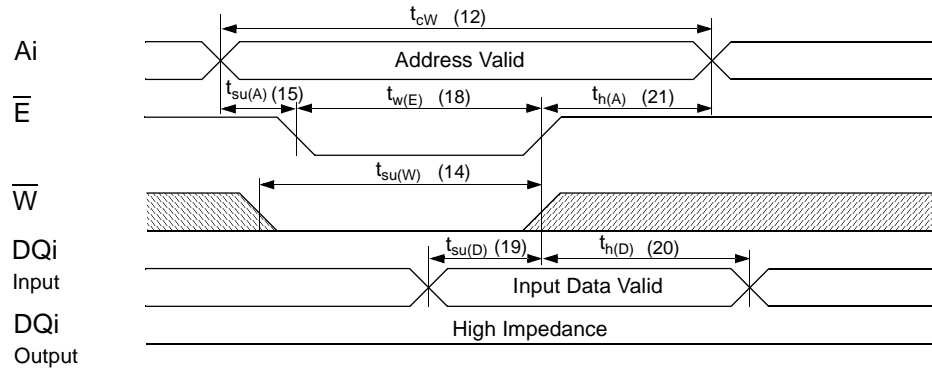 tcW (12)
Ai
Address Valid
tsu(A) (15)
tw(E) (18)
th(A) (21)
E̅
tsu(W) (14)
W̅
DQi
Input
tsu(D) (19)
th(D) (20)
Input Data Valid
DQi
Output
High Impedance